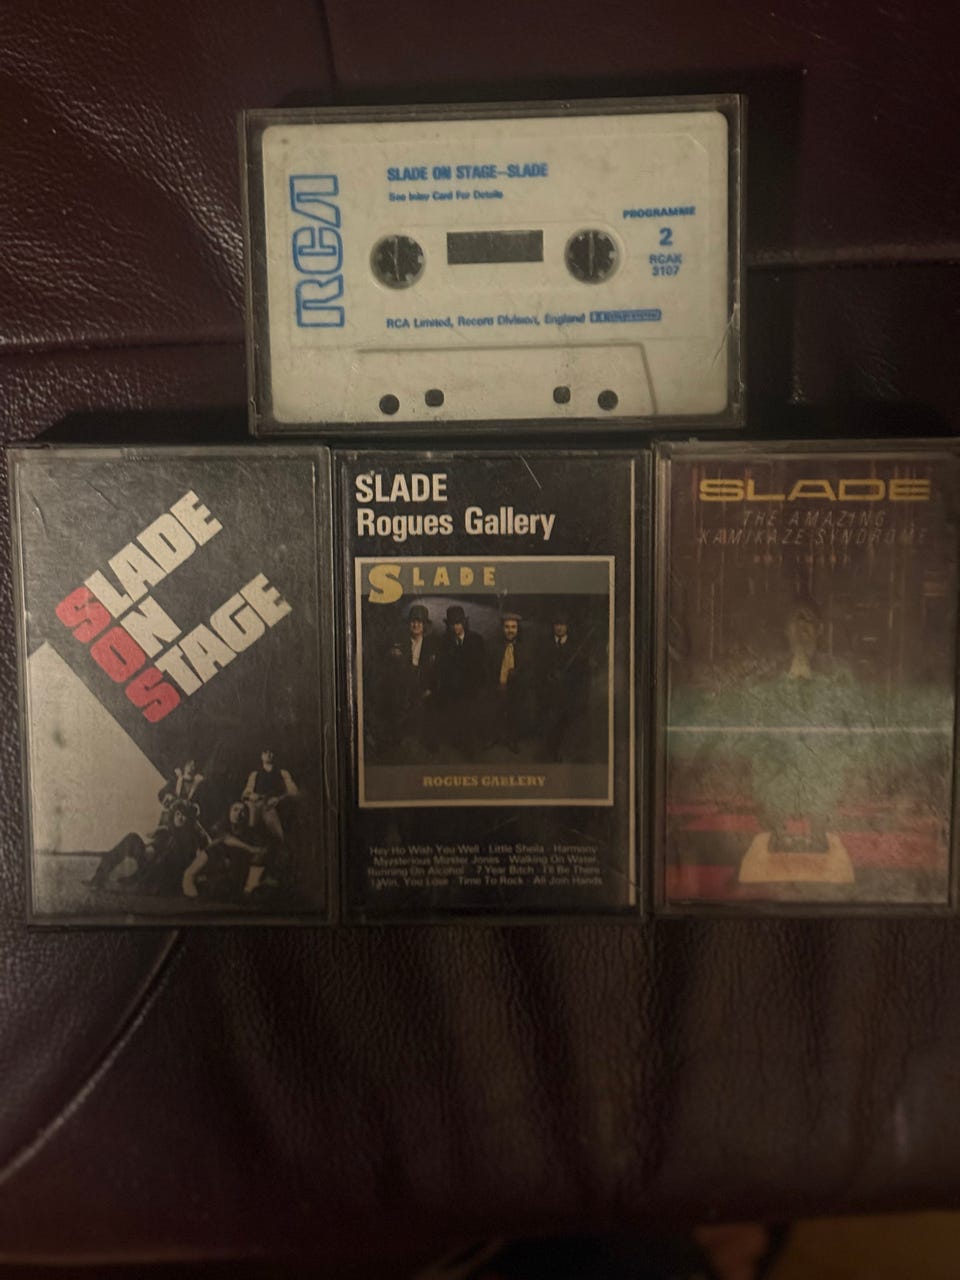 RCA
SLADE ON STAGE-SLADE
See Inlay Card For Details
PROGRAMME
2
RCAK
3107
RCA Limited, Record Division, England
SLADE
ON
STAGE
SLADE
Rogues Gallery
SLADE
ROGUES GALLERY
Hey Ho Wish You Well · Little Sheila · Harmony
Myzsterious Mizster Jones · Walking On Water,
Running On Alcohol · 7 Year Bitch · I'll Be There
I Win, You Lose · Time To Rock · All Join Hands
SLADE
THE AMAZING
KAMIKAZE SYNDROME